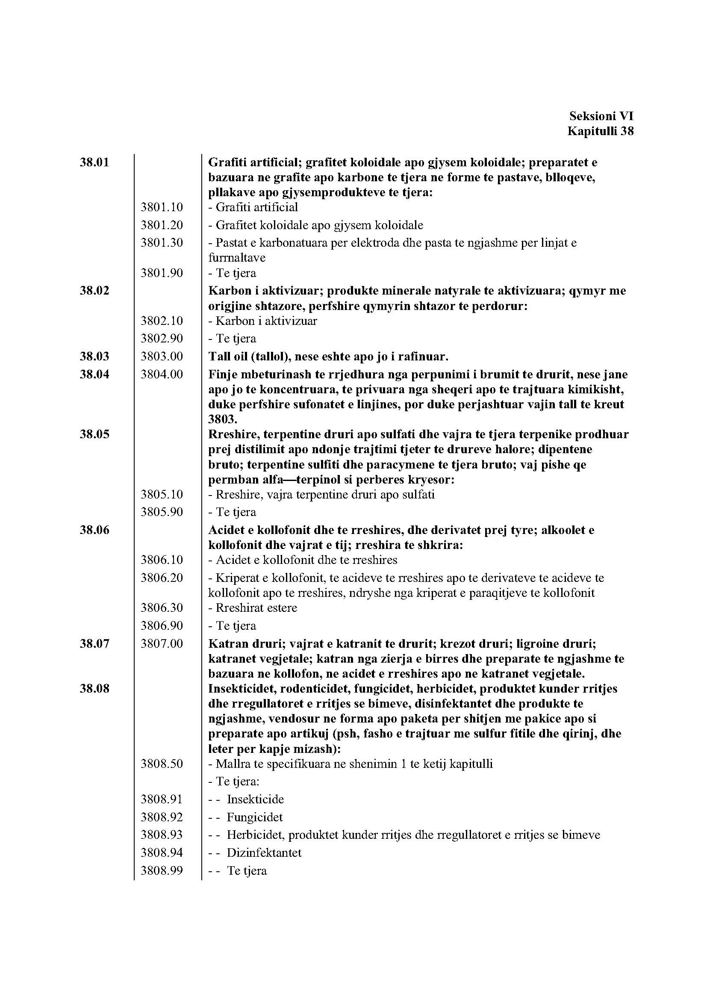 Seksioni VI
Kapitulli 38
38.01 Grafiti artificial; grafitet koloidale apo gjysem koloidale; preparatet e
bazuara ne grafite apo karbone te tjera ne forme te pastave, blloqeve,
pllakave apo gjysemprodukteve te tjera:
3801.10 - Grafiti artificial
3801.20 - Grafitet koloidale apo gjysem koloidale
3801.30 - Pastat e karbonatuara per elektroda dhe pasta te ngjashme per linjat e
furrnaltave
3801.90 - Te tjera
38.02 Karbon i aktivizuar; produkte minerale natyrale te aktivizuara; qymyr me
origjine shtazore, perfshire qymyrin shtazor te perdorur:
3802.10 - Karbon i aktivizuar
3802.90 - Te tjera
38.03 3803.00 Tall oil (tallol), nese eshte apo jo i rafinuar.
38.04 3804.00 Finje mbeturinash te rrjedhura nga perpunimi i brumit te drurit, nese jane
apo jo te koncentruara, te privuara nga sheqeri apo te trajtuara kimikisht,
duke perfshire sufonatet e linjines, por duke perjashtuar vajin tall te kreut
3803.
38.05 Rreshire, terpentine druri apo sulfati dhe vajra te tjera terpenike prodhuar
prej distilimit apo ndonje trajtimi tjeter te drureve halore; dipentene
bruto; terpentine sulfiti dhe paracymene te tjera bruto; vaj pishe qe
permban alfa—terpinol si perberes kryesor:
3805.10 - Rreshire, vajra terpentine druri apo sulfati
3805.90 - Te tjera
38.06 Acidet e kollofonit dhe te rreshires, dhe derivatet prej tyre; alkoolet e
kollofonit dhe vajrat e tij; rreshira te shkrira:
3806.10 - Acidet e kollofonit dhe te rreshires
3806.20 - Kriperat e kollofonit, te acideve te rreshires apo te derivateve te acideve te
kollofonit apo te rreshires, ndryshe nga kriperat e paraqitjeve te kollofonit
3806.30 - Rreshirat estere
3806.90 - Te tjera
38.07 3807.00 Katran druri; vajrat e katranit te drurit; krezot druri; ligroine druri;
katranet vegjetale; katran nga zierja e birres dhe preparate te ngjashme te
bazuara ne kollofon, ne acidet e rreshires apo ne katranet vegjetale.
38.08 Insekticidet, rodenticidet, fungicidet, herbicidet, produktet kunder rritjes
dhe rregullatoret e rritjes se bimeve, disinfektantet dhe produkte te
ngjashme, vendosur ne forma apo paketa per shitjen me pakice apo si
preparate apo artikuj (psh, fasho e trajtuar me sulfur fitile dhe qirinj, dhe
leter per kapje mizash):
3808.50 - Mallra te specifikuara ne shenimin 1 te ketij kapitulli
- Te tjera:
3808.91 - - Insekticide
3808.92 - - Fungicidet
3808.93 - - Herbicidet, produktet kunder rritjes dhe rregullatoret e rritjes se bimeve
3808.94 - - Dizinfektantet
3808.99 - - Te tjera